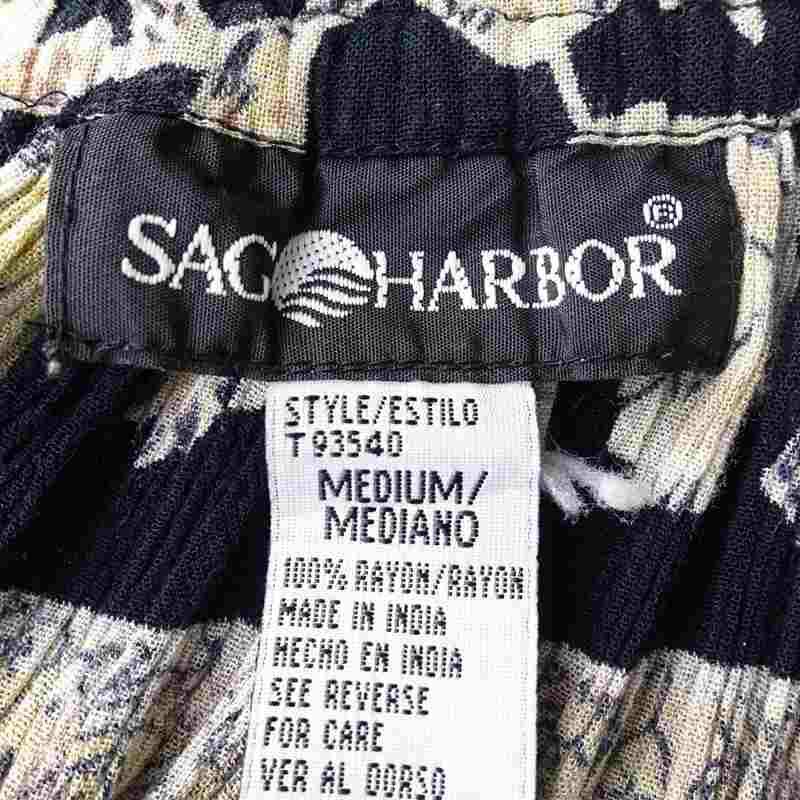 SAG HARBOR®
STYLE/ESTILO
T93540
MEDIUM/
MEDIANO
100% RAYON/RAYON
MADE IN INDIA
HECHO EN INDIA
SEE REVERSE
FOR CARE
VER AL DORSO